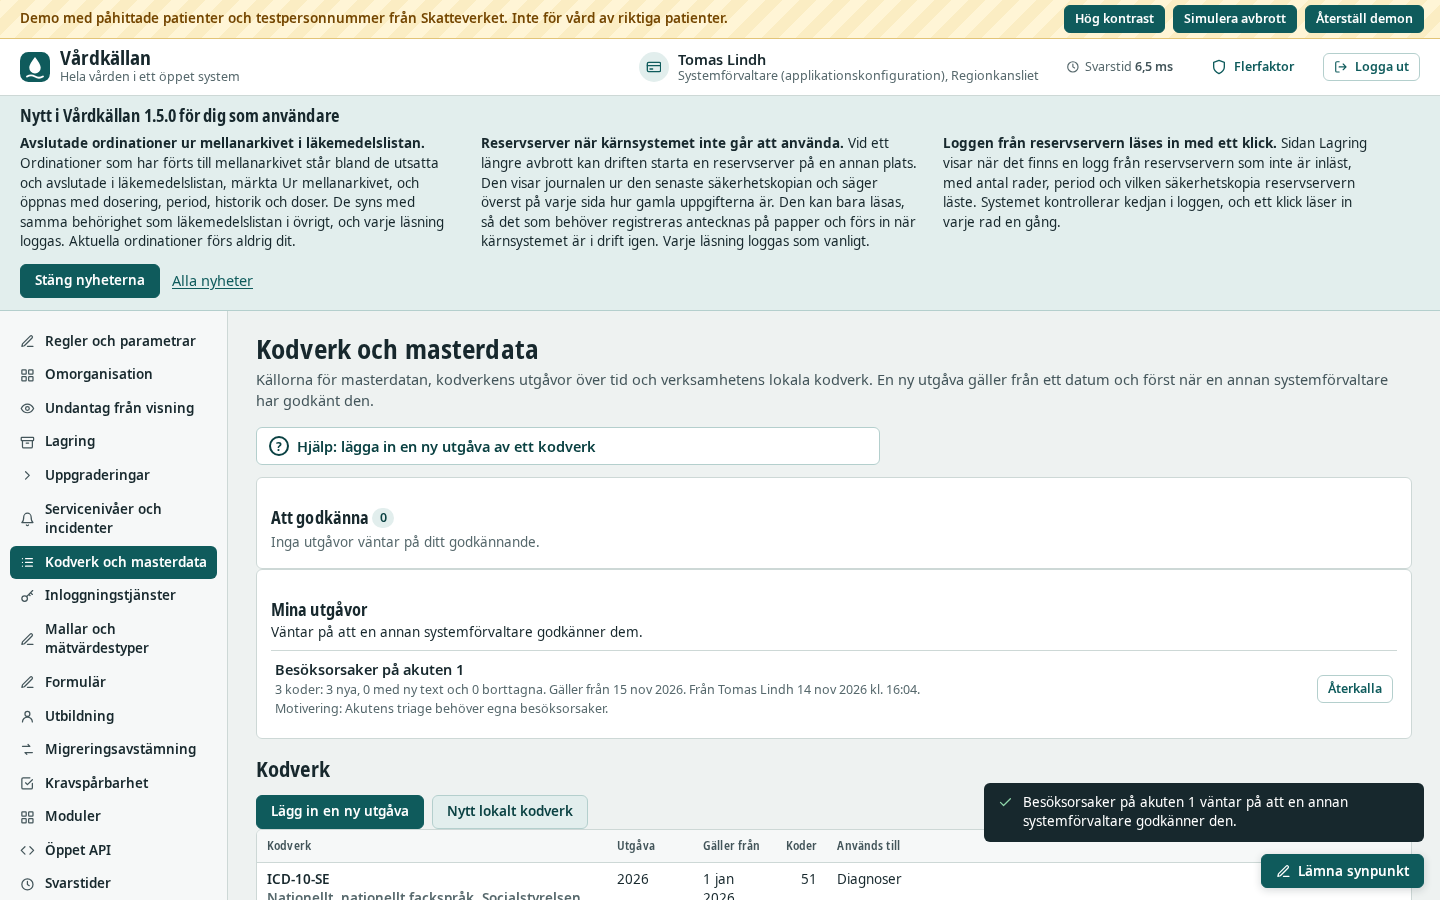 Demo med påhittade patienter och testpersonnummer från Skatteverket. Inte för vård av riktiga patienter.
Hög kontrast
Simulera avbrott
Återställ demon
Vårdkällan
Hela vården i ett öppet system
Tomas Lindh
Systemförvaltare (applikationskonfiguration), Regionkansliet
Svarstid 6,5 ms
Flerfaktor
Logga ut
Nytt i Vårdkällan 1.5.0 för dig som användare
Avslutade ordinationer ur mellanarkivet i läkemedelslistan.
Ordinationer som har förts till mellanarkivet står bland de utsatta
och avslutade i läkemedelslistan, märkta Ur mellanarkivet, och
öppnas med dosering, period, historik och doser. De syns med
samma behörighet som läkemedelslistan i övrigt, och varje läsning
loggas. Aktuella ordinationer förs aldrig dit.
Reservserver när kärnsystemet inte går att använda. Vid ett
längre avbrott kan driften starta en reservserver på en annan plats.
Den visar journalen ur den senaste säkerhetskopian och säger
överst på varje sida hur gamla uppgifterna är. Den kan bara läsas,
så det som behöver registreras antecknas på papper och förs in när
kärnsystemet är i drift igen. Varje läsning loggas som vanligt.
Loggen från reservservern läses in med ett klick. Sidan Lagring
visar när det finns en logg från reservservern som inte är inläst,
med antal rader, period och vilken säkerhetskopia reservservern
läste. Systemet kontrollerar kedjan i loggen, och ett klick läser in
varje rad en gång.
Stäng nyheterna
Alla nyheter
Regler och parametrar
Omorganisation
Undantag från visning
Lagring
Uppgraderingar
Servicenivåer och
incidenter
Kodverk och masterdata
Inloggningstjänster
Mallar och
mätvärdestyper
Formulär
Utbildning
Migreringsavstämning
Kravspårbarhet
Moduler
Öppet API
Svarstider
Kodverk och masterdata
Källorna för masterdatan, kodverkens utgåvor över tid och verksamhetens lokala kodverk. En ny utgåva gäller från ett datum och först när en annan systemförvaltare
har godkänt den.
? Hjälp: lägga in en ny utgåva av ett kodverk
Att godkänna 0
Inga utgåvor väntar på ditt godkännande.
Mina utgåvor
Väntar på att en annan systemförvaltare godkänner dem.
Besöksorsaker på akuten 1
3 koder: 3 nya, 0 med ny text och 0 borttagna. Gäller från 15 nov 2026. Från Tomas Lindh 14 nov 2026 kl. 16:04.
Motivering: Akutens triage behöver egna besöksorsaker.
Återkalla
Kodverk
Lägg in en ny utgåva
Nytt lokalt kodverk
Kodverk Utgåva Gäller från Koder Används till
ICD-10-SE 2026 1 jan 51 Diagnoser
Nationellt, nationellt fackspråk, Socialstyrelsen 2026
Besöksorsaker på akuten 1 väntar på att en annan
systemförvaltare godkänner den.
Lämna synpunkt